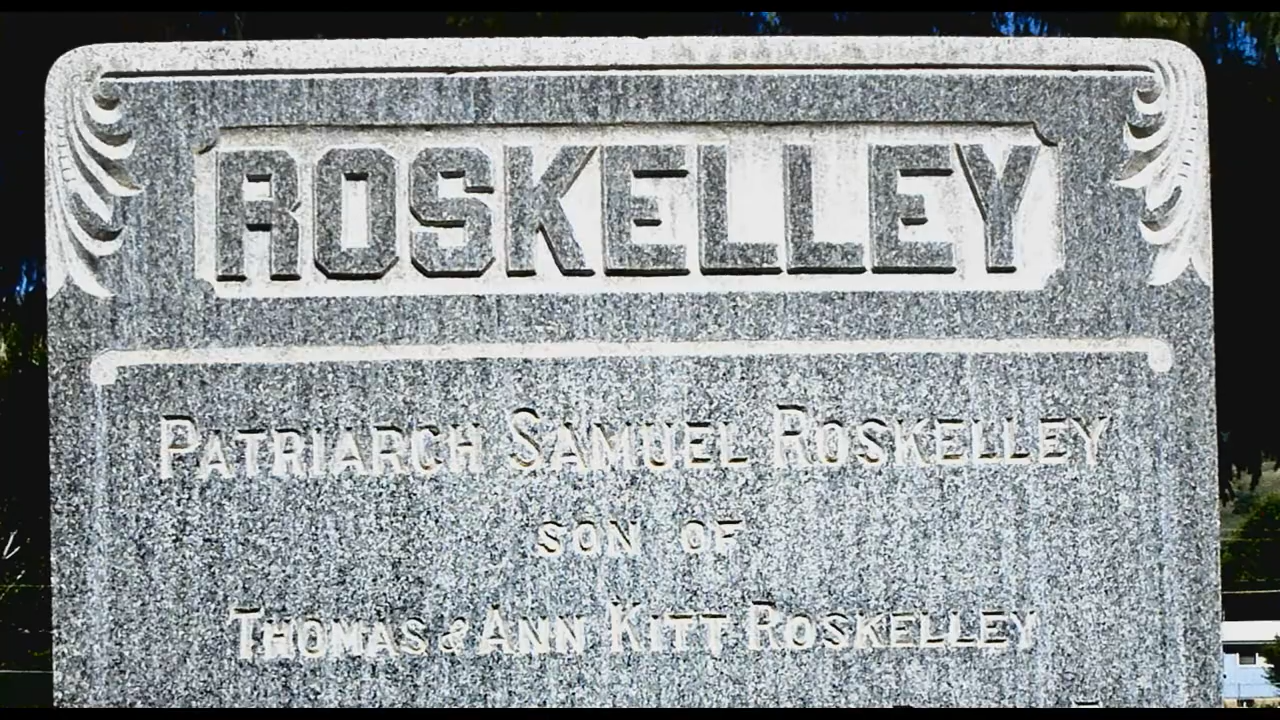 ROSKELLEY
PATRIARCH SAMUEL ROSKELLEY
SON OF
THOMAS & ANN KITT ROSKELLEY